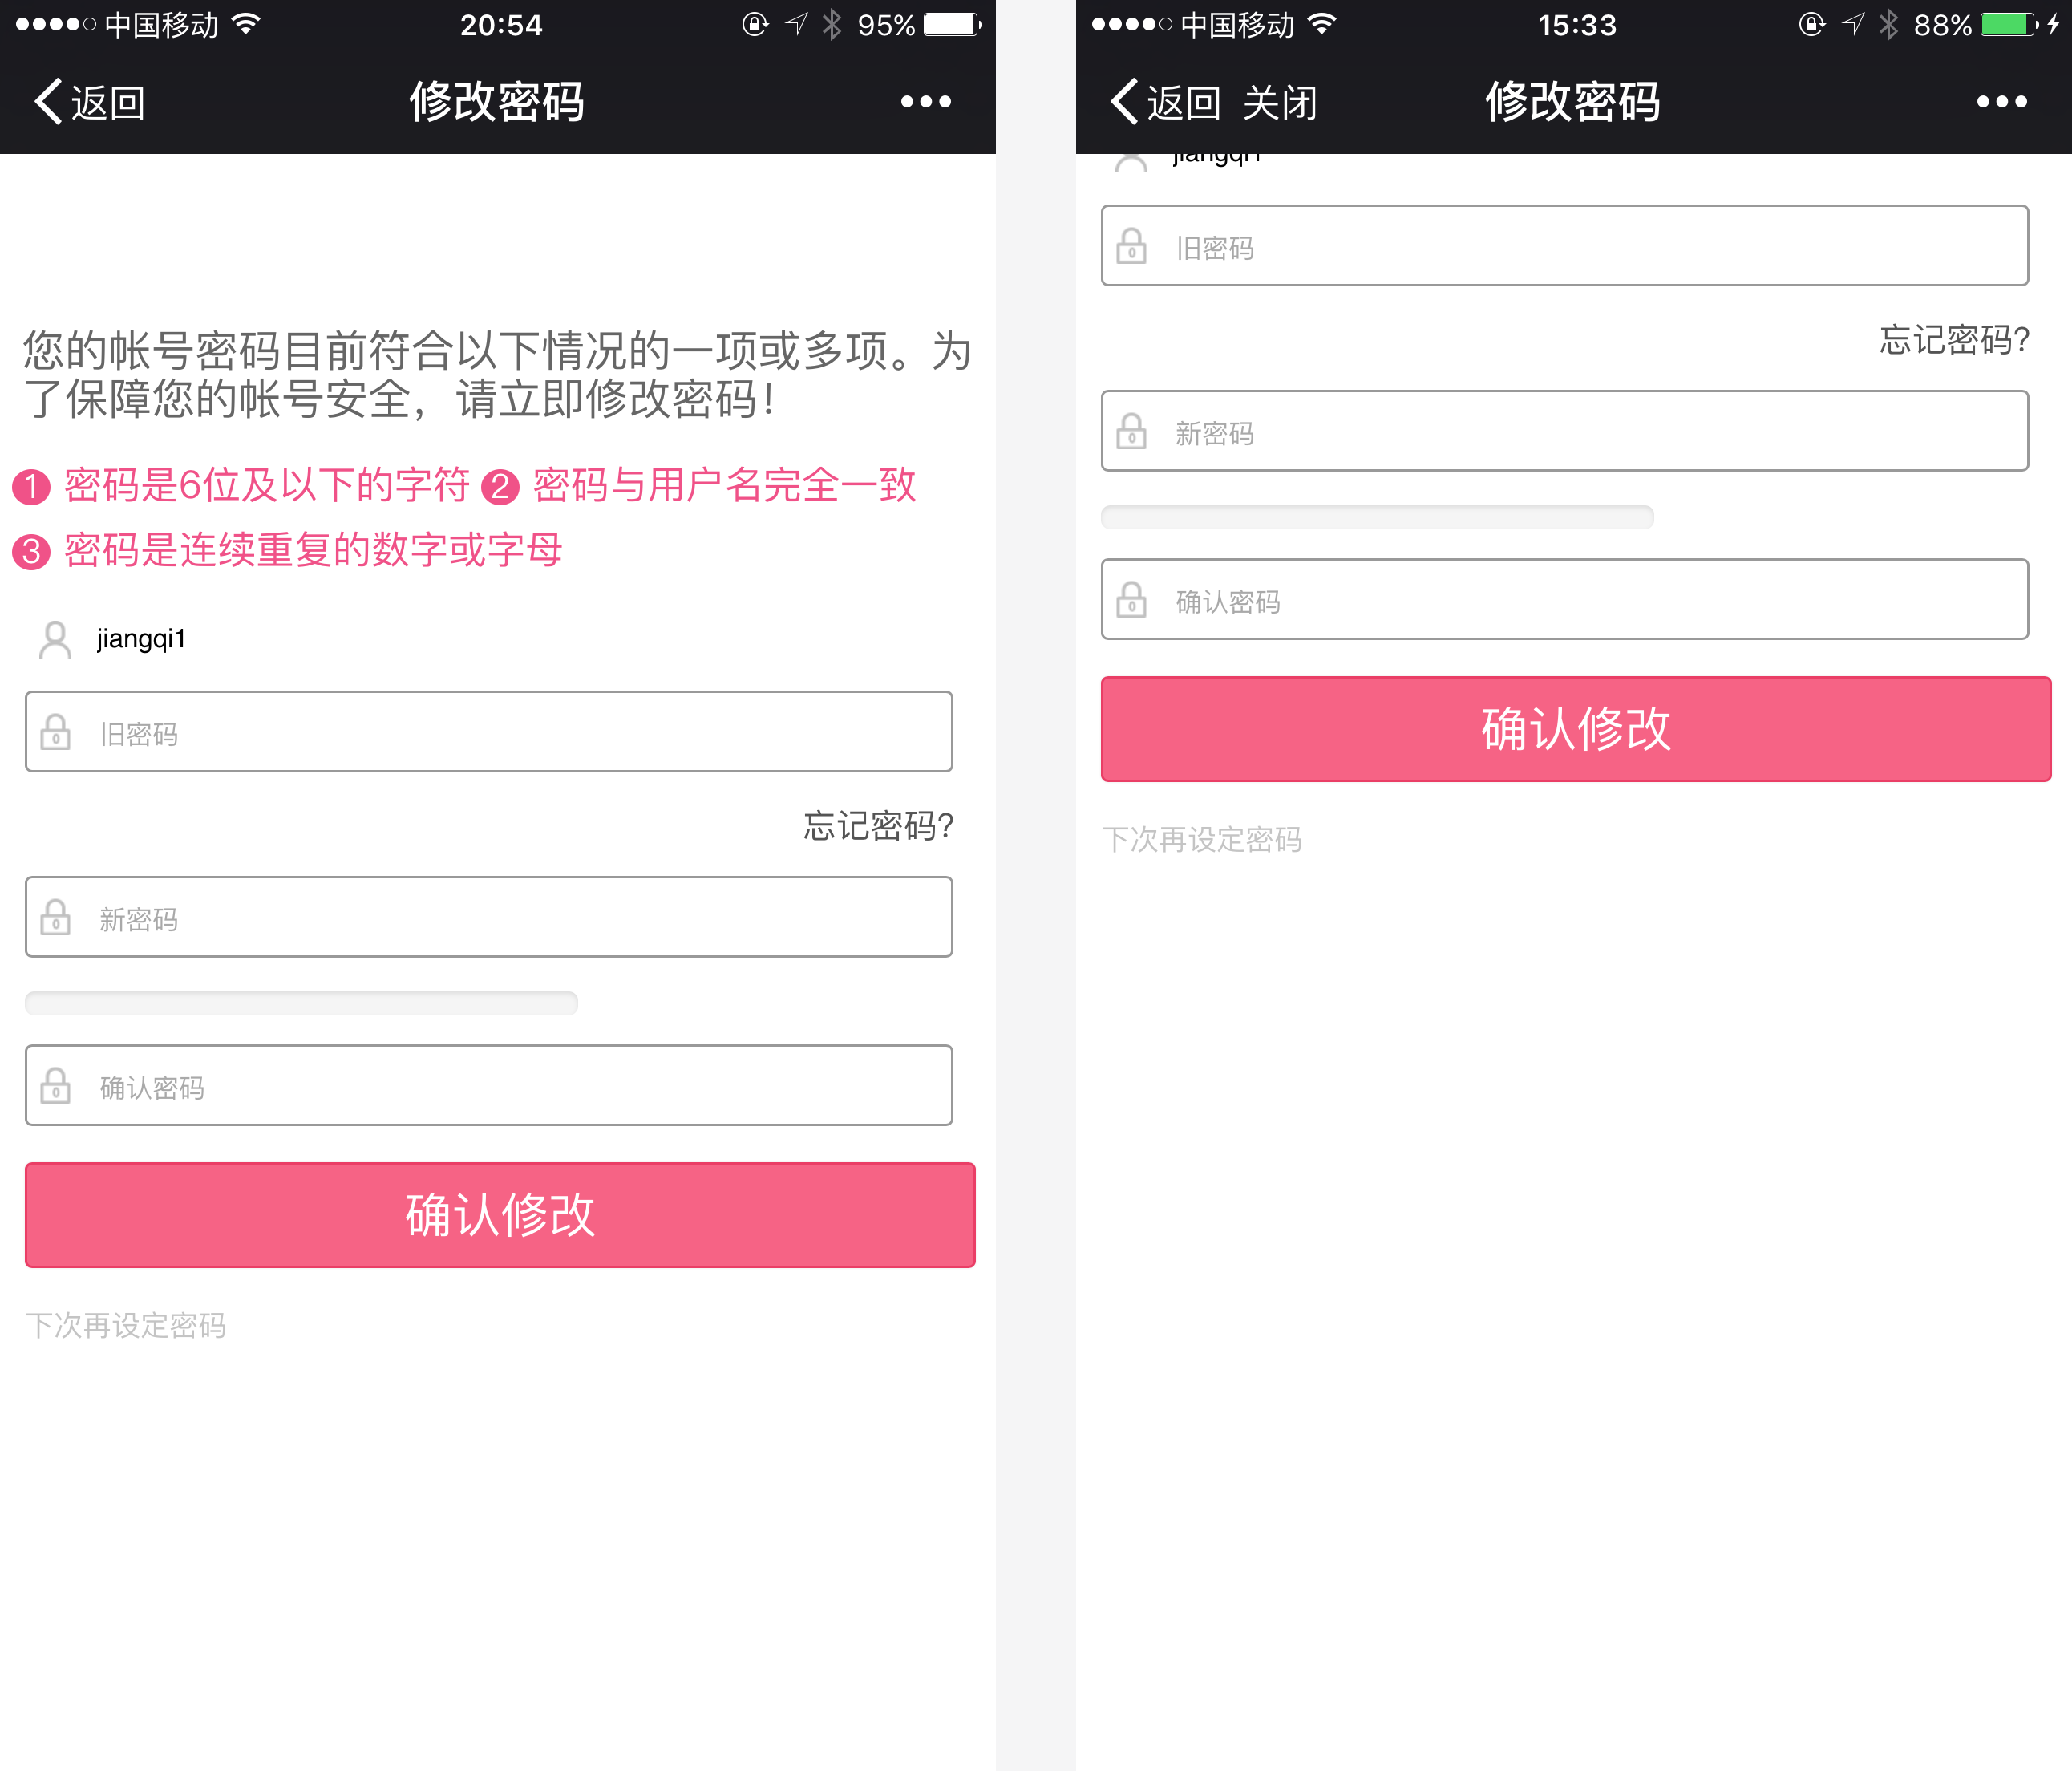 中国移动 20:54 95%
返回 修改密码
您的帐号密码目前符合以下情况的一项或多项。为
了保障您的帐号安全，请立即修改密码！
1 密码是6位及以下的字符 2 密码与用户名完全一致
3 密码是连续重复的数字或字母
jiangqi1
旧密码
忘记密码?
新密码
确认密码
确认修改
下次再设定密码
中国移动 15:33 88%
返回 关闭 修改密码
jiangqi1
旧密码
忘记密码?
新密码
确认密码
确认修改
下次再设定密码